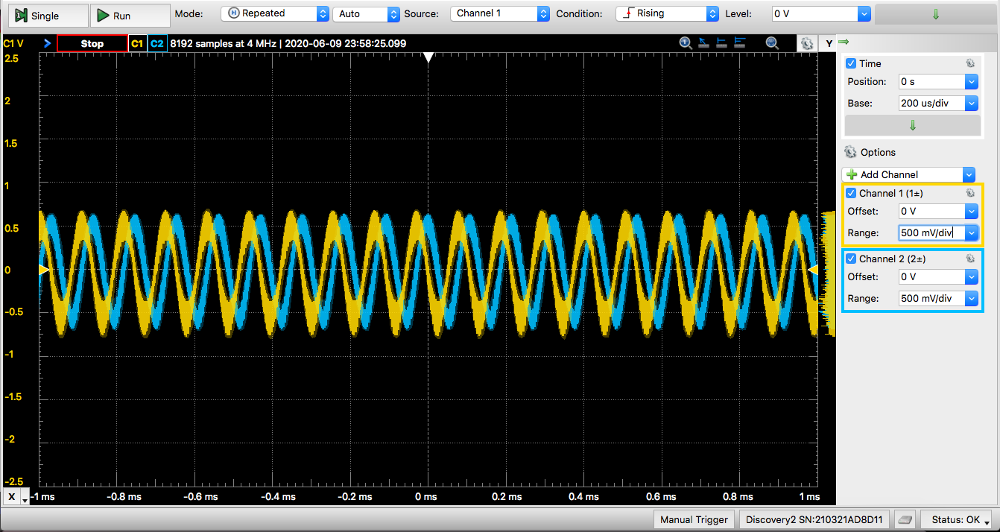 Single Run Mode: Repeated Auto Source: Channel 1 Condition: Rising Level: 0 V
C1 V Stop C1 C2 8192 samples at 4 MHz | 2020-06-09 23:58:25.099 Y
2.5
2
1.5
1
0.5
0
-0.5
-1
-1.5
-2
-2.5
X -1 ms -0.8 ms -0.6 ms -0.4 ms -0.2 ms 0 ms 0.2 ms 0.4 ms 0.6 ms 0.8 ms 1 ms
Time
Position: 0 s
Base: 200 us/div
Options
Add Channel
Channel 1 (1±)
Offset: 0 V
Range: 500 mV/div
Channel 2 (2±)
Offset: 0 V
Range: 500 mV/div
Manual Trigger Discovery2 SN:210321AD8D11 Status: OK